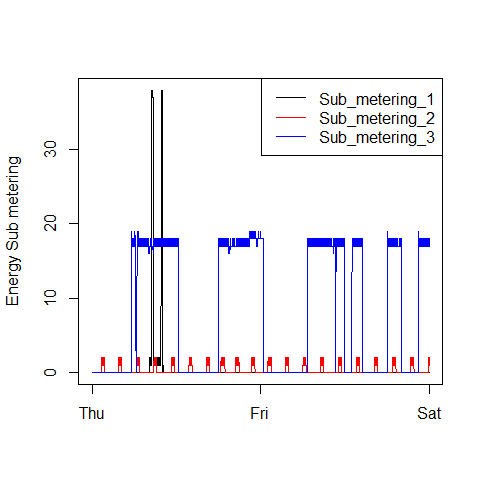 Sub_metering_1
Sub_metering_2
Sub_metering_3
Energy Sub metering
30
20
10
0
Thu Fri Sat